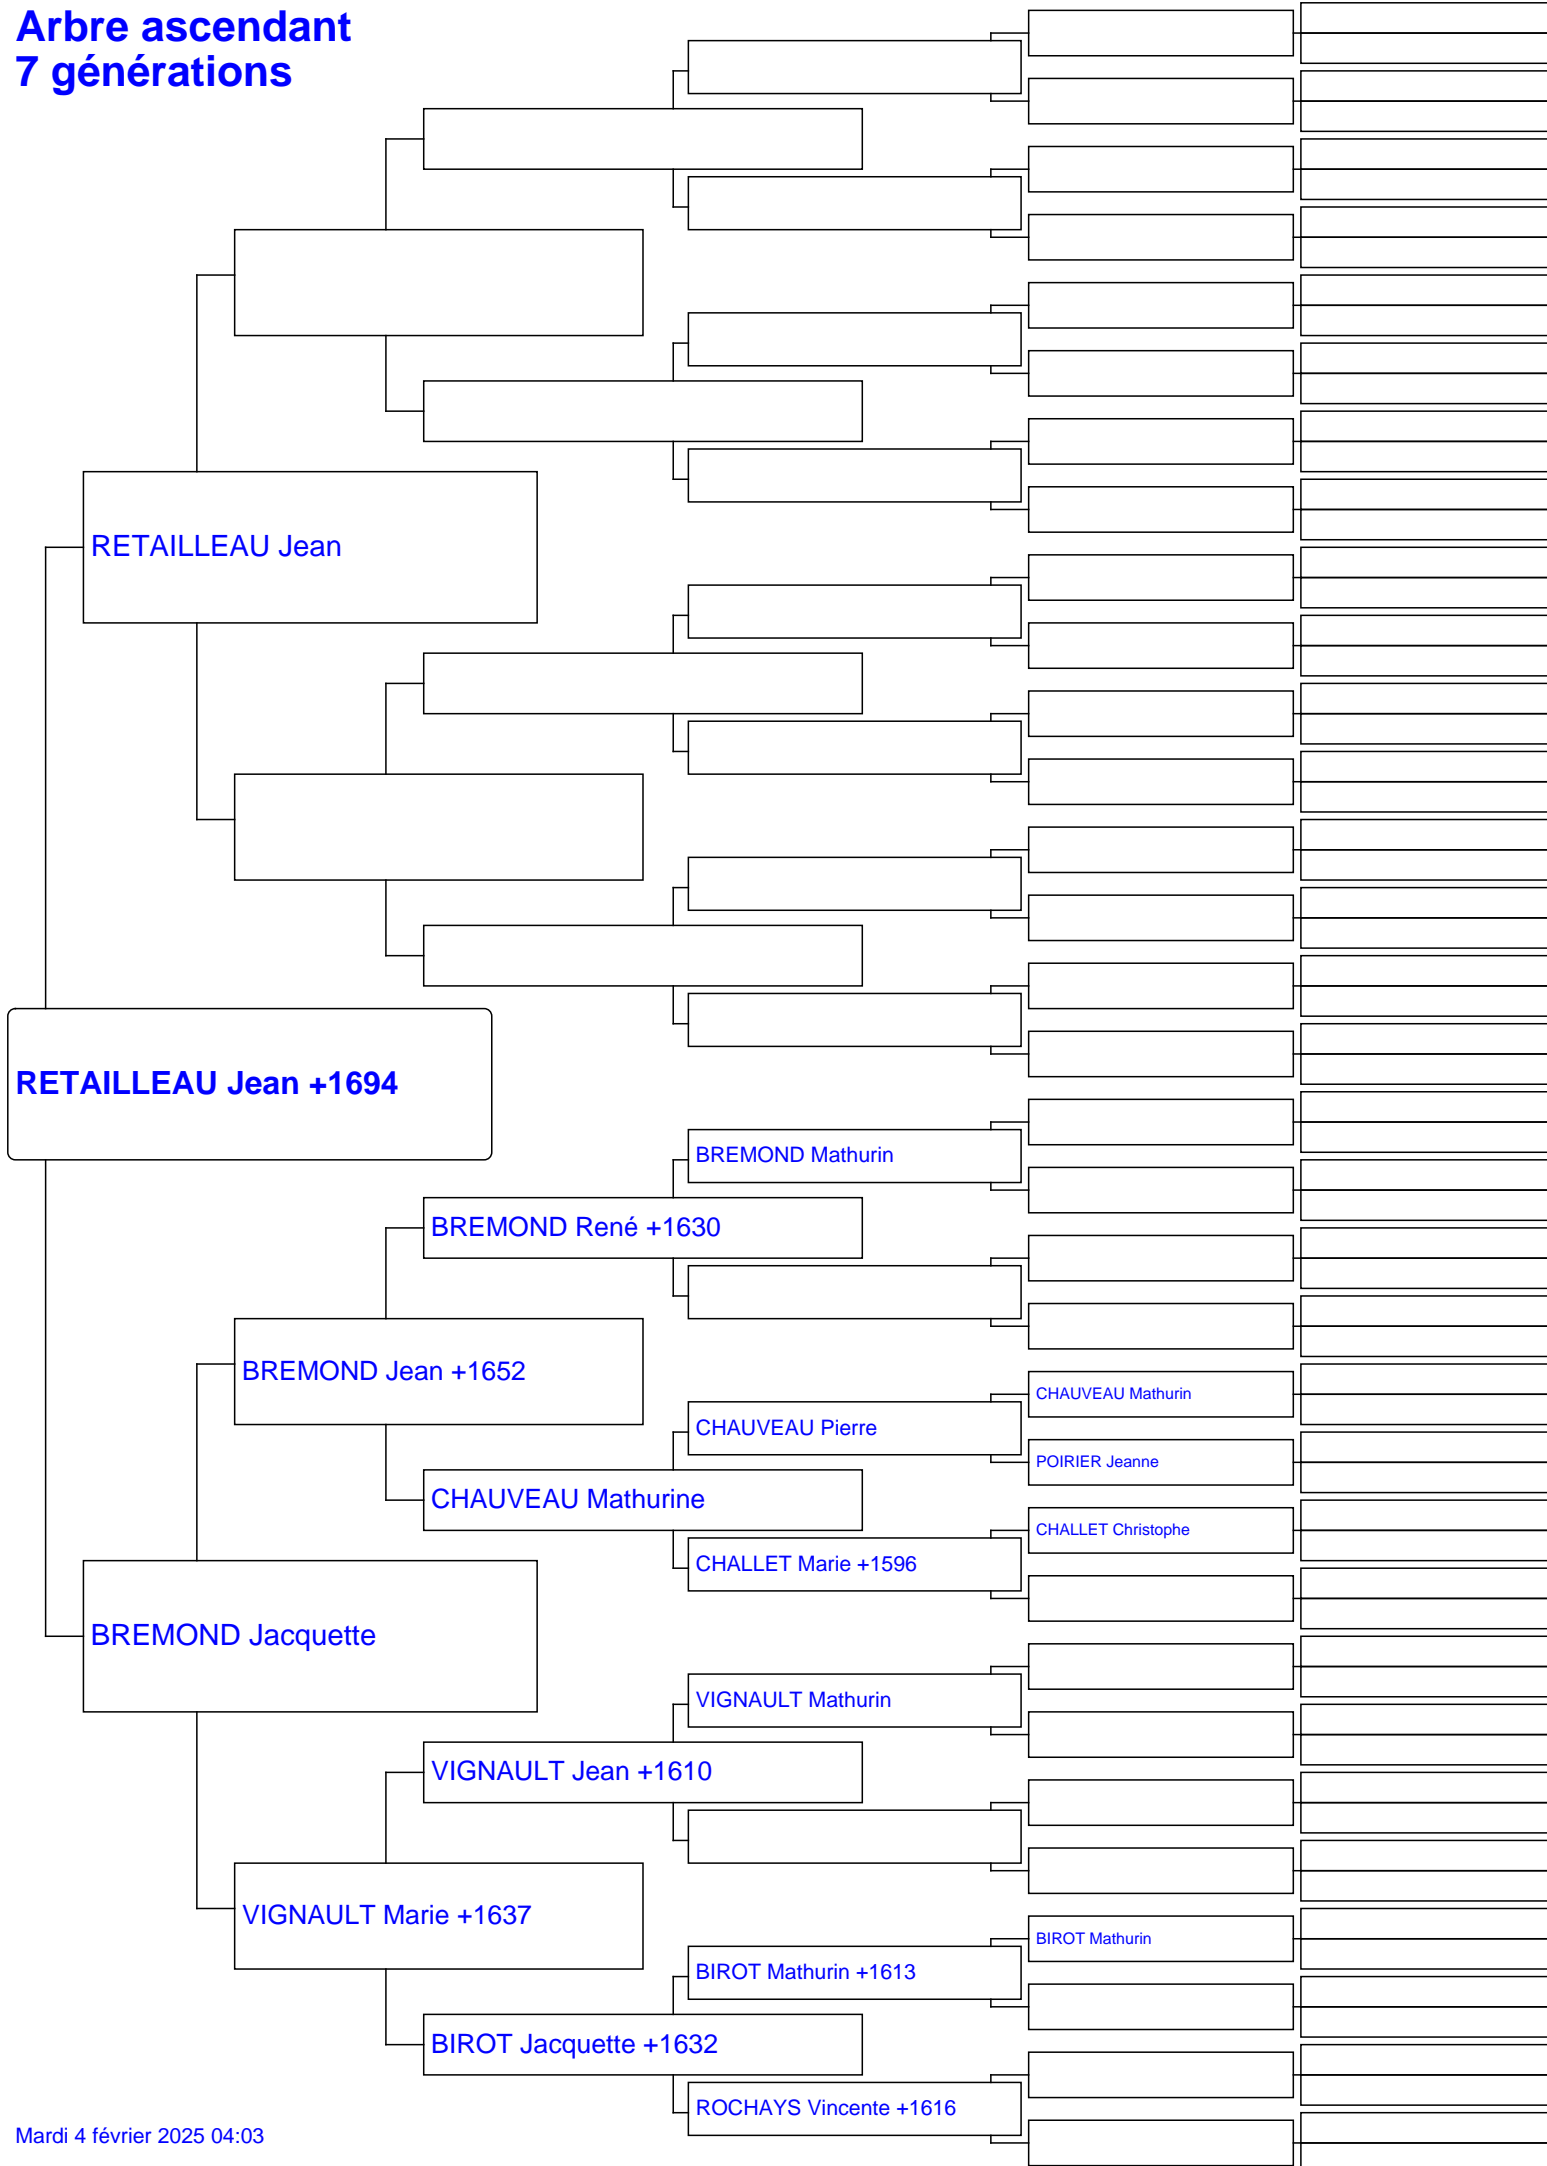 Arbre ascendant
7 générations
RETAILLEAU Jean
RETAILLEAU Jean +1694
BREMOND Mathurin
BREMOND René +1630
BREMOND Jean +1652
CHAUVEAU Mathurin
CHAUVEAU Pierre
POIRIER Jeanne
CHAUVEAU Mathurine
CHALLET Christophe
CHALLET Marie +1596
BREMOND Jacquette
VIGNAULT Mathurin
VIGNAULT Jean +1610
VIGNAULT Marie +1637
BIROT Mathurin
BIROT Mathurin +1613
BIROT Jacquette +1632
ROCHAYS Vincente +1616
Mardi 4 février 2025 04:03